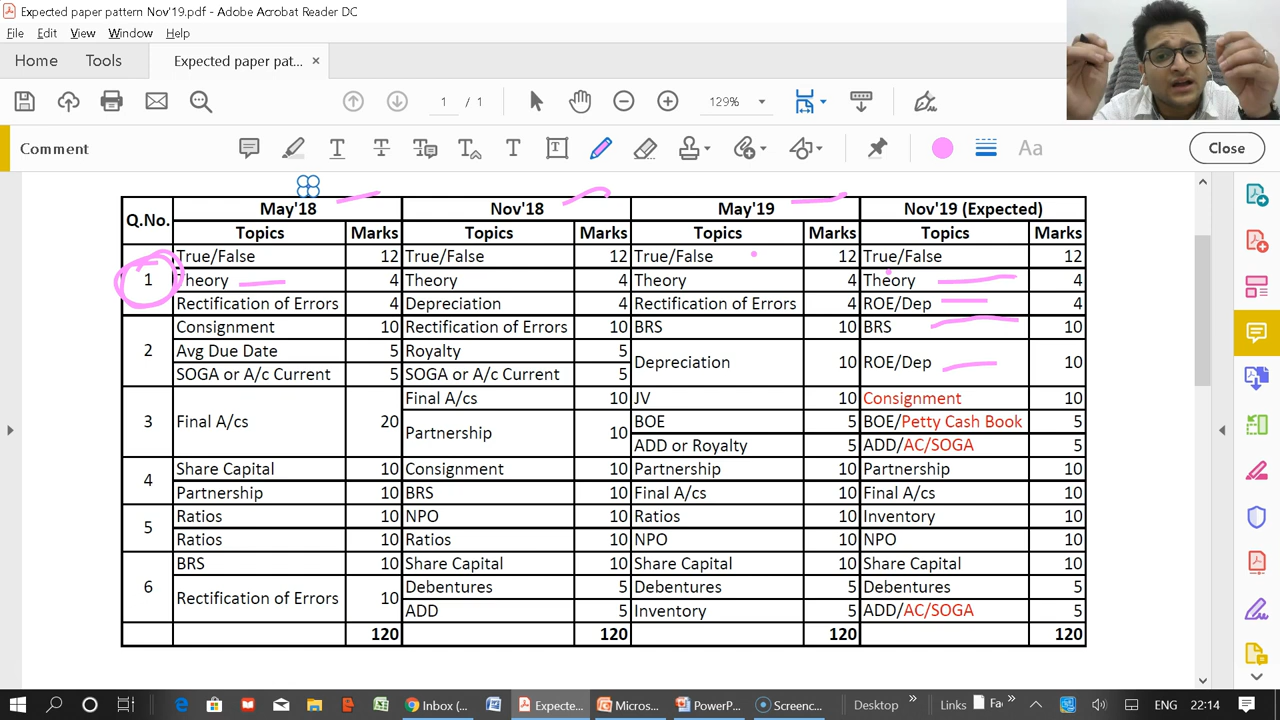 Expected paper pattern Nov'19.pdf - Adobe Acrobat Reader DC
File Edit View Window Help
Home Tools Expected paper pat... ×
1 / 1 129%
Comment T T T T Aa Close
Q.No. May'18 Nov'18 May'19 Nov'19 (Expected)
Topics Marks Topics Marks Topics Marks Topics Marks
1 True/False 12 True/False 12 True/False 12 True/False 12
Theory 4 Theory 4 Theory 4 Theory 4
Rectification of Errors 4 Depreciation 4 Rectification of Errors 4 ROE/Dep 4
2 Consignment 10 Rectification of Errors 10 BRS 10 BRS 10
Avg Due Date 5 Royalty 5 Depreciation 10 ROE/Dep 10
SOGA or A/c Current 5 SOGA or A/c Current 5
3 Final A/cs 20 Final A/cs 10 JV 10 Consignment 10
Partnership 10 BOE 5 BOE/Petty Cash Book 5
ADD or Royalty 5 ADD/AC/SOGA 5
4 Share Capital 10 Consignment 10 Partnership 10 Partnership 10
Partnership 10 BRS 10 Final A/cs 10 Final A/cs 10
5 Ratios 10 NPO 10 Ratios 10 Inventory 10
Ratios 10 Ratios 10 NPO 10 NPO 10
6 BRS 10 Share Capital 10 Share Capital 10 Share Capital 10
Rectification of Errors 10 Debentures 5 Debentures 5 Debentures 5
ADD 5 Inventory 5 ADD/AC/SOGA 5
120 120 120 120
Inbox (... Expecte... Micros... PowerP... Screenc... Desktop » Links Fa » ENG 22:14